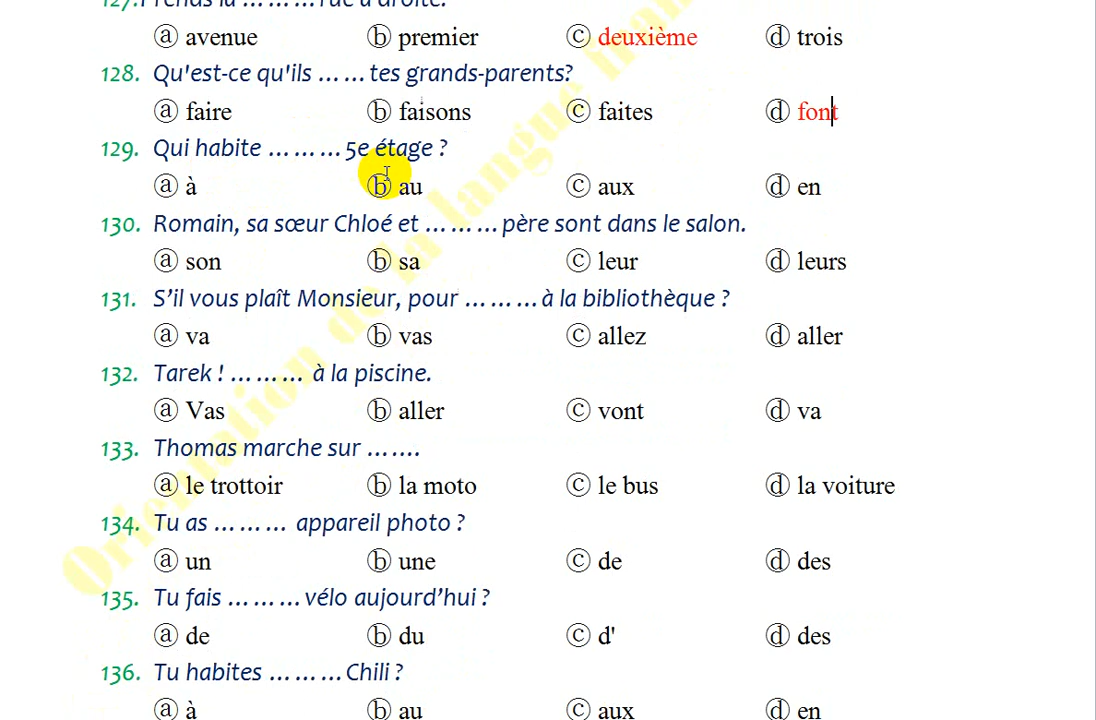 127. Prends la ……… rue à droite.
ⓐ avenue ⓑ premier ⓒ deuxième ⓓ trois
128. Qu'est-ce qu'ils …… tes grands-parents?
ⓐ faire ⓑ faisons ⓒ faites ⓓ font
129. Qui habite ……… 5e étage ?
ⓐ à ⓑ au ⓒ aux ⓓ en
130. Romain, sa sœur Chloé et ……… père sont dans le salon.
ⓐ son ⓑ sa ⓒ leur ⓓ leurs
131. S’il vous plaît Monsieur, pour ……… à la bibliothèque ?
ⓐ va ⓑ vas ⓒ allez ⓓ aller
132. Tarek ! ……… à la piscine.
ⓐ Vas ⓑ aller ⓒ vont ⓓ va
133. Thomas marche sur …….
ⓐ le trottoir ⓑ la moto ⓒ le bus ⓓ la voiture
134. Tu as ……… appareil photo ?
ⓐ un ⓑ une ⓒ de ⓓ des
135. Tu fais ……… vélo aujourd’hui ?
ⓐ de ⓑ du ⓒ d' ⓓ des
136. Tu habites ……… Chili ?
ⓐ à ⓑ au ⓒ aux ⓓ en
Orientation de la langue